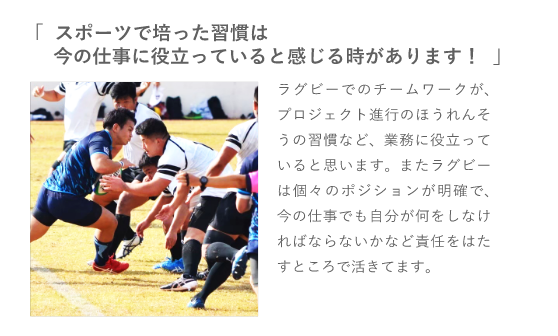 「 スポーツで培った習慣は
今の仕事に役立っていると感じる時があります！ 」
ラグビーでのチームワークが、
プロジェクト進行のほうれんそ
うの習慣など、業務に役立って
いると思います。またラグビー
は個々のポジションが明確で、
今の仕事でも自分が何をしなけ
ればならないかなど責任をはた
すところで活きてます。